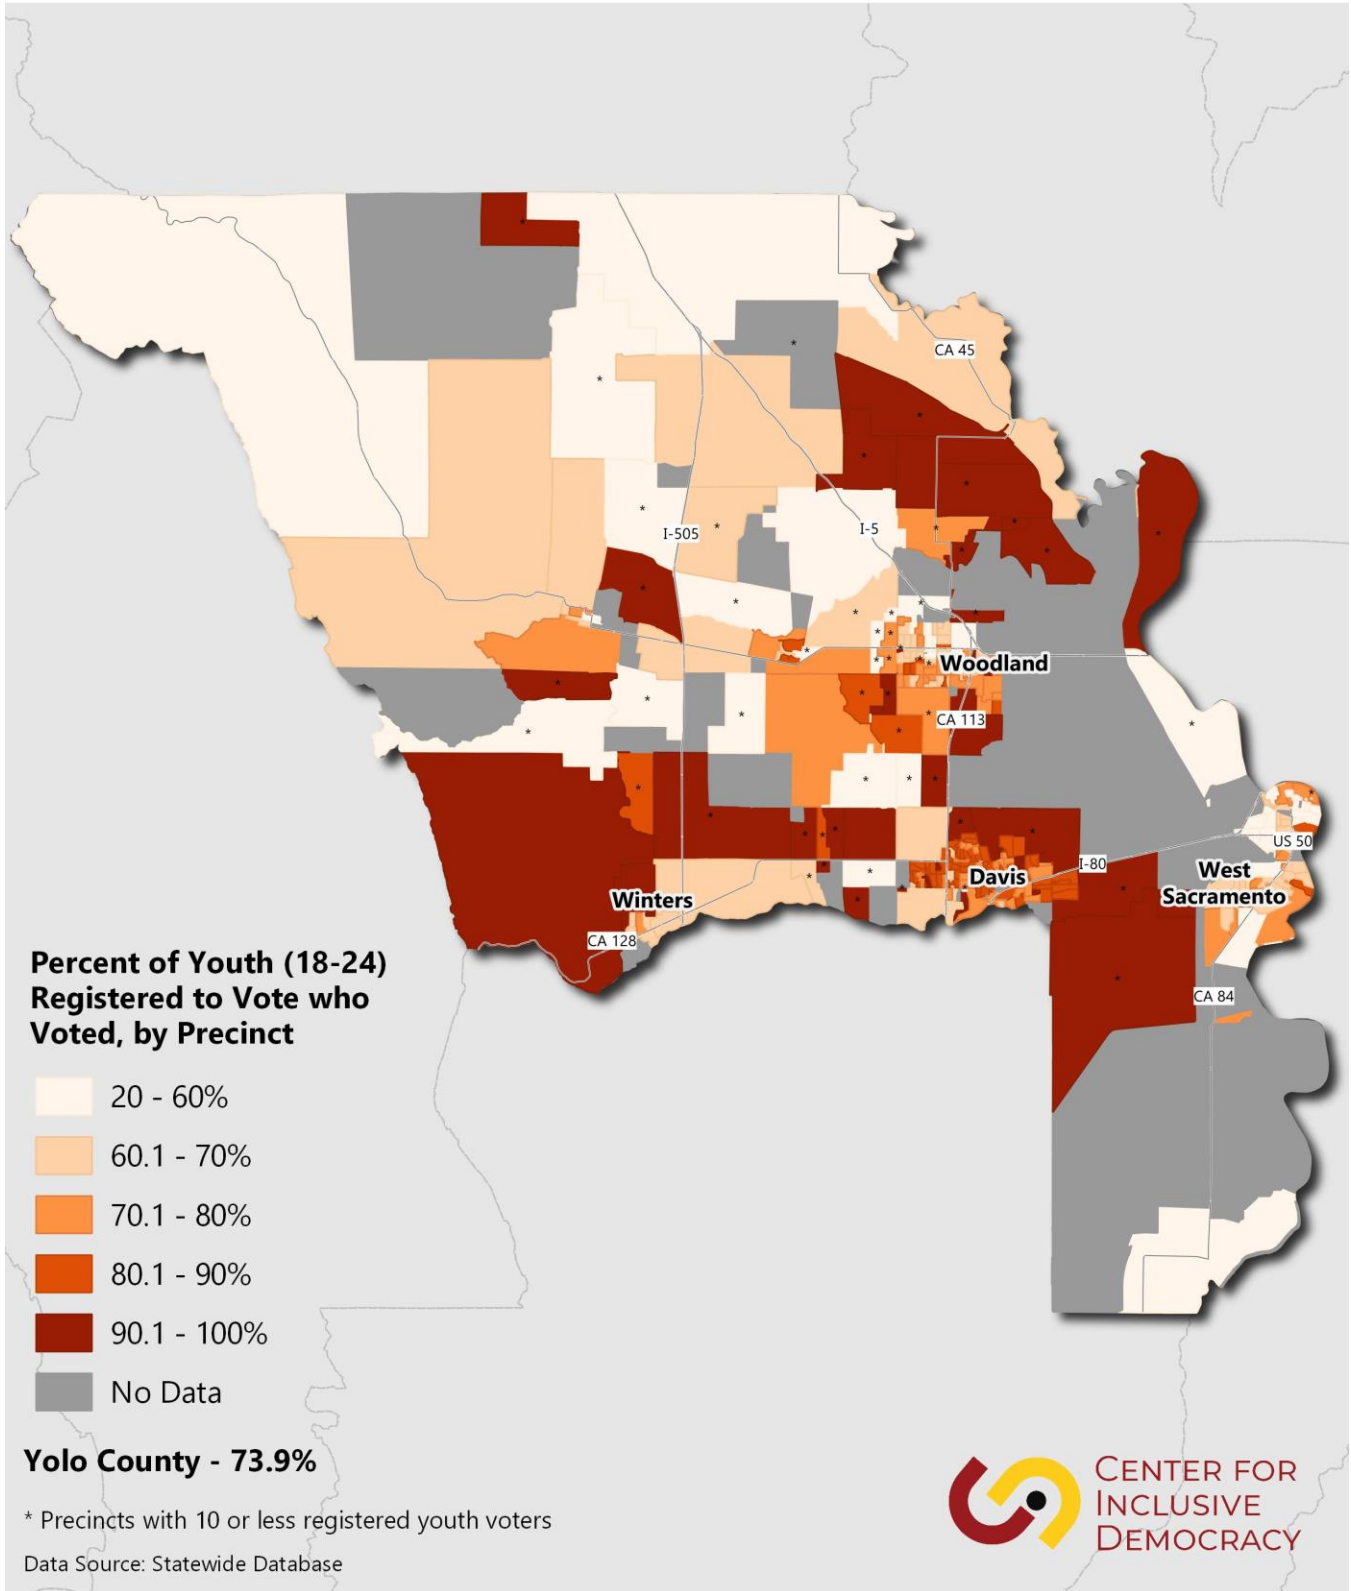 CA 45
I-505
I-5
Woodland
CA 113
US 50
I-80
Davis
West
Sacramento
Winters
CA 128
CA 84
Percent of Youth (18-24)
Registered to Vote who
Voted, by Precinct
20 - 60%
60.1 - 70%
70.1 - 80%
80.1 - 90%
90.1 - 100%
No Data
Yolo County - 73.9%
* Precincts with 10 or less registered youth voters
Data Source: Statewide Database
CENTER FOR
INCLUSIVE
DEMOCRACY